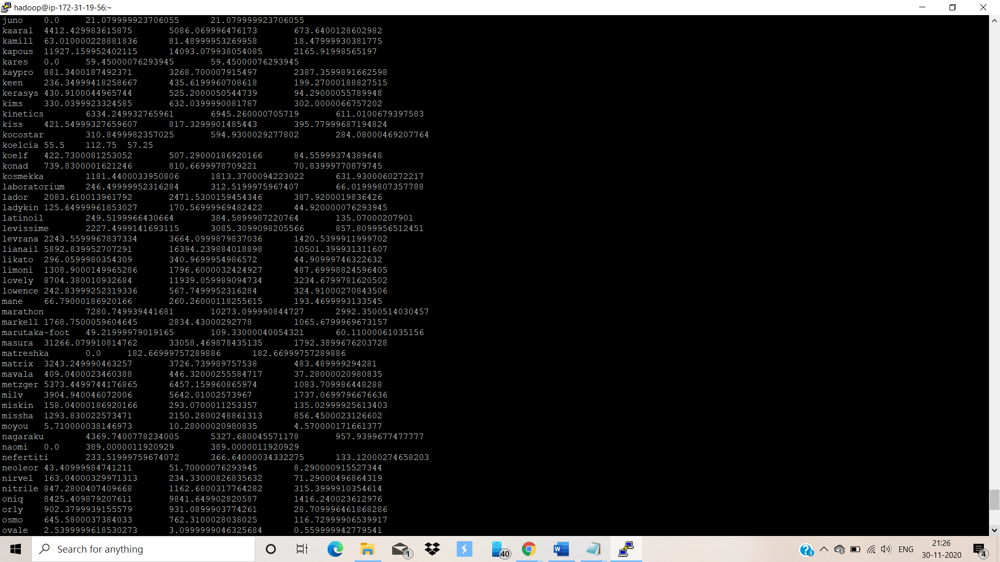 hadoop@ip-172-31-19-56:~
juno 0.0 21.079999923706055 21.079999923706055
kaaral 4412.429983615875 5086.069996476173 673.6400128602982
kamill 63.010000228881836 81.48999953269958 18.47999930381775
kapous 11927.159952402115 14093.079938054085 2165.91998565197
kares 0.0 59.45000076293945 59.45000076293945
kaypro 881.3400187492371 3268.700007915497 2387.3599891662598
keen 236.34999418258667 435.6199960708618 199.27000188827515
kerasys 430.9100044965744 525.2000050544739 94.29000055789948
kims 330.0399923324585 632.0399990081787 302.0000066757202
kinetics 6334.249932765961 6945.260000705719 611.0100679397583
kiss 421.54999327659607 817.3299901485443 395.77999687194824
kocostar 310.8499982357025 594.9300029277802 284.08000469207764
koelcia 55.5 112.75 57.25
koelf 422.7300081253052 507.29000186920166 84.55999374389648
konad 739.8300001621246 810.6699978709221 70.83999770879745
kosmekka 1181.4400033950806 1813.3700094223022 631.9300060272217
laboratorium 246.49999952316284 312.5199975967407 66.01999807357788
lador 2083.610013961792 2471.5300159454346 387.9200019836426
ladykin 125.64999961853027 170.56999969482422 44.920000076293945
latinoil 249.5199966430664 384.5899987220764 135.07000207901
levissime 2227.4999141693115 3085.3099098205566 857.8099956512451
levrana 2243.5599967837334 3664.0999879837036 1420.5399911999702
lianail 5892.839952707291 16394.239884018898 10501.399931311607
likato 296.0599980354309 340.9699954986572 44.90999746322632
limoni 1308.9000149965286 1796.6000032424927 487.69998824596405
lovely 8704.380010932684 11939.059989094734 3234.6799781620502
lowence 242.83999252319336 567.7499952316284 324.91000270843506
mane 66.79000186920166 260.26000118255615 193.4699993133545
marathon 7280.749939441681 10273.099990844727 2992.3500514030457
markell 1768.7500059604645 2834.43000292778 1065.6799969673157
marutaka-foot 49.21999979019165 109.33000040054321 60.11000061035156
masura 31266.079910814762 33058.469878435135 1792.3899676203728
matreshka 0.0 182.66999757289886 182.66999757289886
matrix 3243.249990463257 3726.739989757538 483.489999294281
mavala 409.0400023460388 446.32000255584717 37.28000020980835
metzger 5373.4499744176865 6457.159960865974 1083.709986448288
milv 3904.940046072006 5642.01002573967 1737.0699796676636
miskin 158.04000186920166 293.0700011253357 135.02999925613403
missha 1293.830022573471 2150.2800248861313 856.4500023126602
moyou 5.710000038146973 10.28000020980835 4.570000171661377
nagaraku 4369.7400778234005 5327.680045571178 957.9399677477777
naomi 0.0 389.0000011920929 389.0000011920929
nefertiti 233.51999759674072 366.64000034332275 133.12000274658203
neoleor 43.40999984741211 51.70000076293945 8.290000915527344
nirvel 163.04000329971313 234.33000826835632 71.29000496864319
nitrile 847.2800407409668 1162.6800317764282 315.3999910354614
oniq 8425.409879207611 9841.649902820587 1416.240023612976
orly 902.3799939155579 931.0899903774261 28.709996461868286
osmo 645.5800037384033 762.3100028038025 116.72999906539917
ovale 2.5399999618530273 3.0999999046325684 0.559999942779541
Search for anything
1
40
ENG
21:26
30-11-2020
4